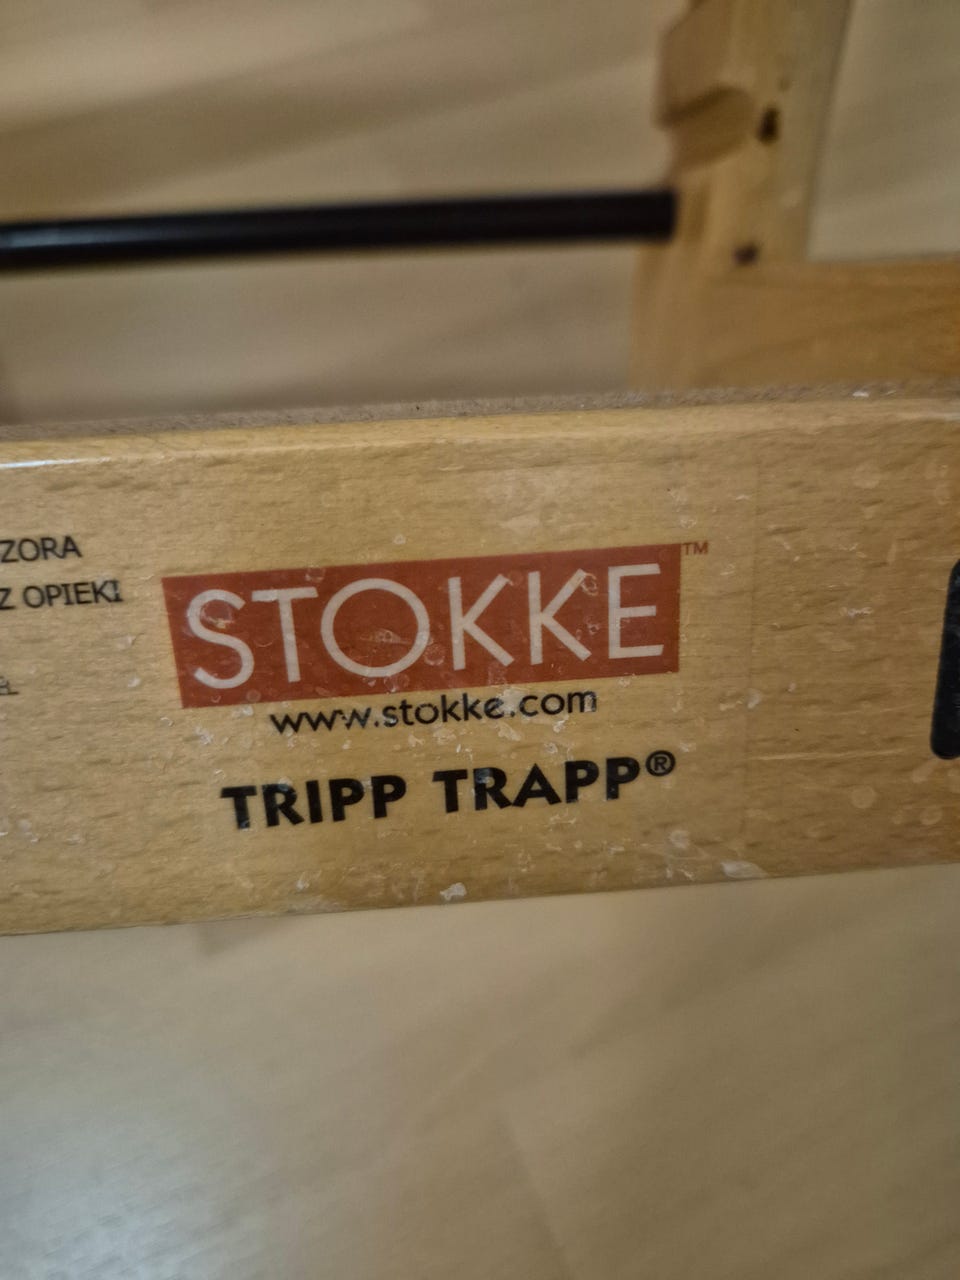 ZORA
Z OPIEKI
STOKKE™
www.stokke.com
TRIPP TRAPP®